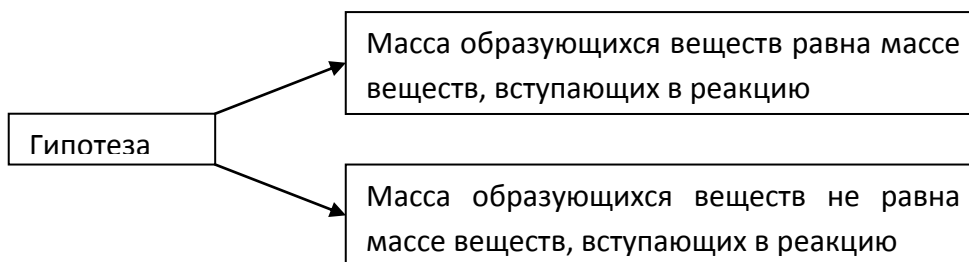 Масса образующихся веществ равна массе
веществ, вступающих в реакцию
Гипотеза
Масса образующихся веществ не равна
массе веществ, вступающих в реакцию